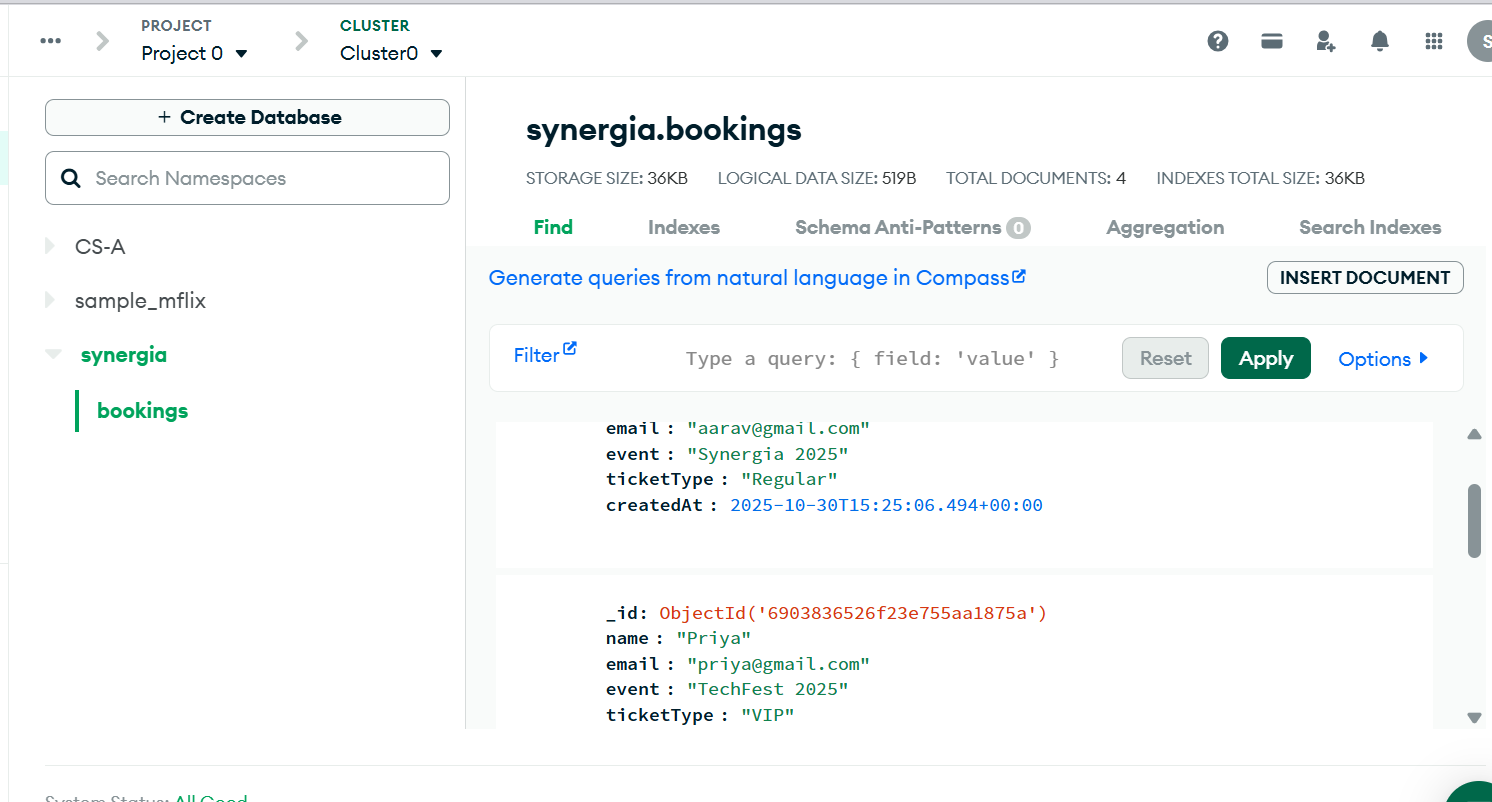 PROJECT
Project 0
CLUSTER
Cluster0
S
+ Create Database
Search Namespaces
CS-A
sample_mflix
synergia
bookings
synergia.bookings
STORAGE SIZE: 36KB LOGICAL DATA SIZE: 519B TOTAL DOCUMENTS: 4 INDEXES TOTAL SIZE: 36KB
Find Indexes Schema Anti-Patterns 0 Aggregation Search Indexes
Generate queries from natural language in Compass
INSERT DOCUMENT
Filter Type a query: { field: 'value' } Reset Apply Options
email : "aarav@gmail.com"
event : "Synergia 2025"
ticketType : "Regular"
createdAt : 2025-10-30T15:25:06.494+00:00
_id: ObjectId('6903836526f23e755aa1875a')
name : "Priya"
email : "priya@gmail.com"
event : "TechFest 2025"
ticketType : "VIP"
System Status: All Good